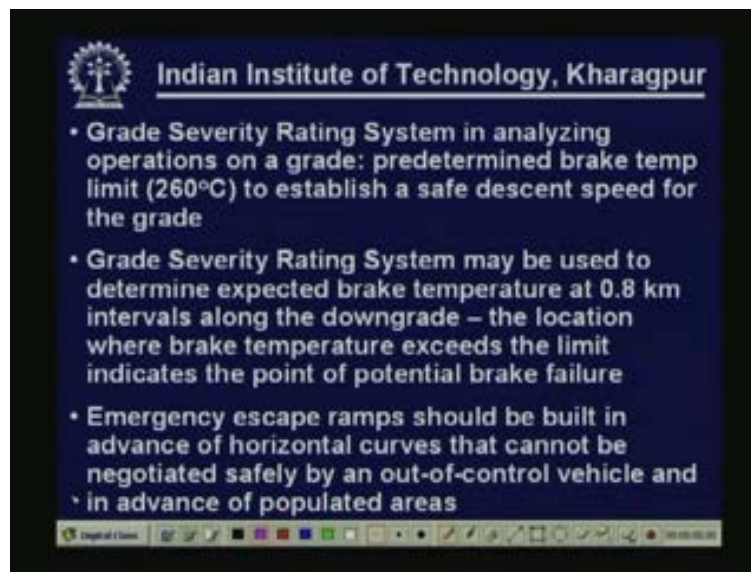 Indian Institute of Technology, Kharagpur
• Grade Severity Rating System in analyzing
operations on a grade: predetermined brake temp
limit (260°C) to establish a safe descent speed for
the grade
• Grade Severity Rating System may be used to
determine expected brake temperature at 0.8 km
intervals along the downgrade – the location
where brake temperature exceeds the limit
indicates the point of potential brake failure
• Emergency escape ramps should be built in
advance of horizontal curves that cannot be
negotiated safely by an out-of-control vehicle and
in advance of populated areas